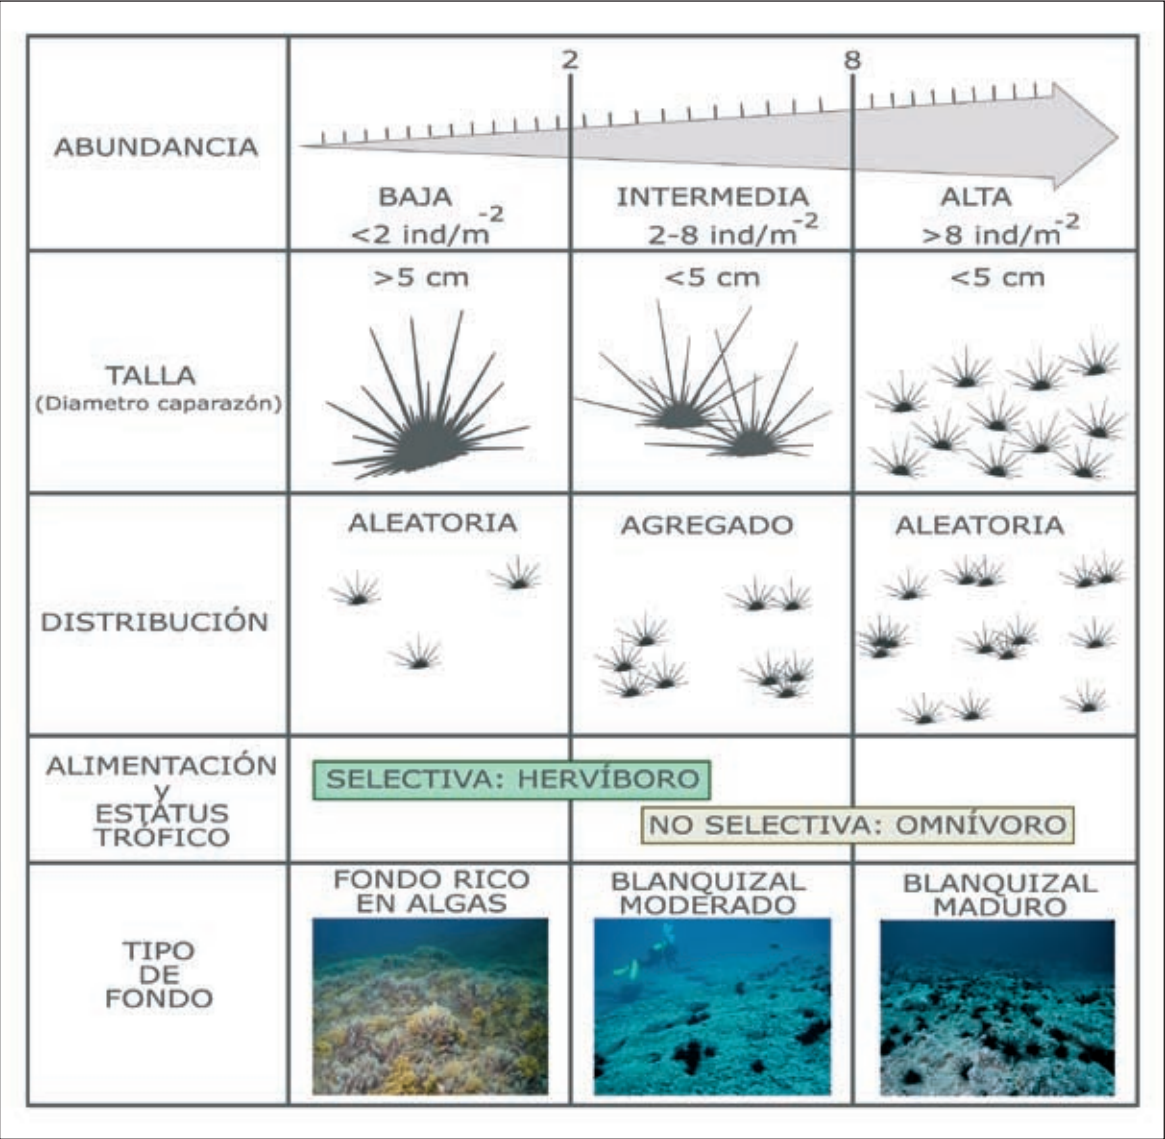 2
8
ABUNDANCIA
BAJA
<2 ind/m-2
INTERMEDIA
2-8 ind/m-2
ALTA
>8 ind/m-2
TALLA
(Diametro caparazón)
>5 cm
<5 cm
<5 cm
DISTRIBUCIÓN
ALEATORIA
AGREGADO
ALEATORIA
ALIMENTACIÓN
y
ESTÁTUS
TRÓFICO
SELECTIVA: HERVÍBORO
NO SELECTIVA: OMNÍVORO
TIPO
DE
FONDO
FONDO RICO
EN ALGAS
BLANQUIZAL
MODERADO
BLANQUIZAL
MADURO